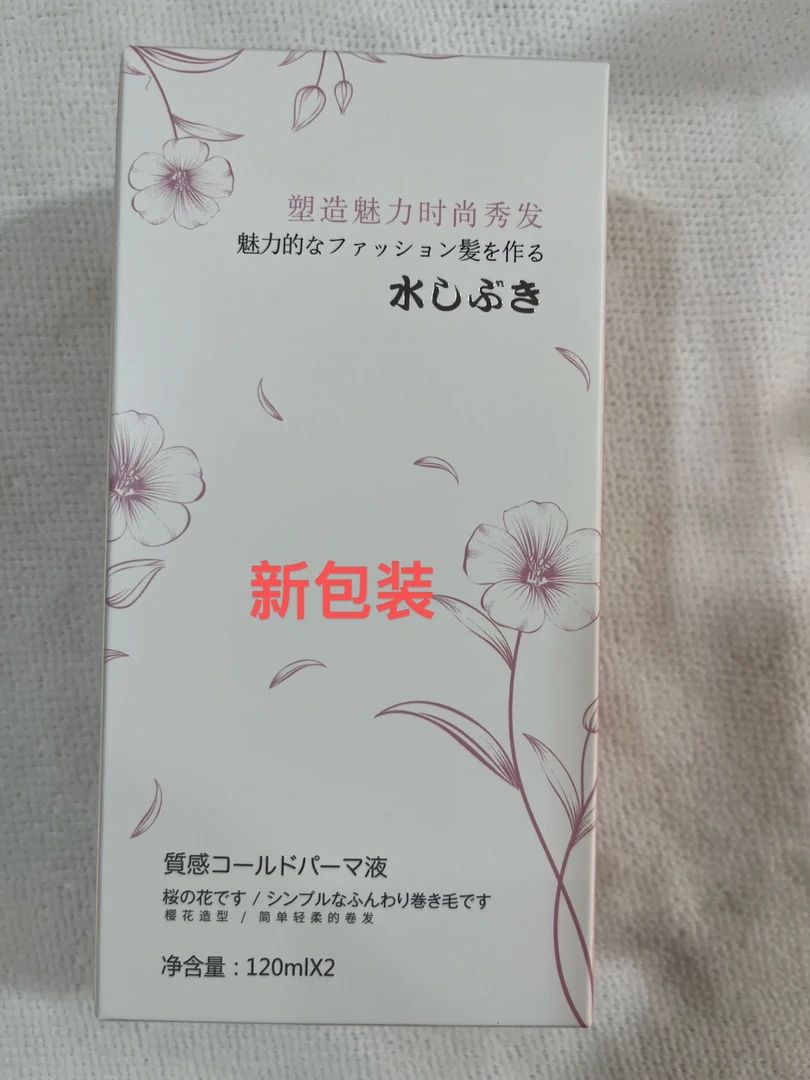 塑造魅力时尚秀发
魅力的なファッション髪を作る
水しぶき
新包装
質感コールドパーマ液
桜の花です / シンプルなふんわり巻き毛です
樱花造型 / 简单轻柔的卷发
净含量：120mlX2